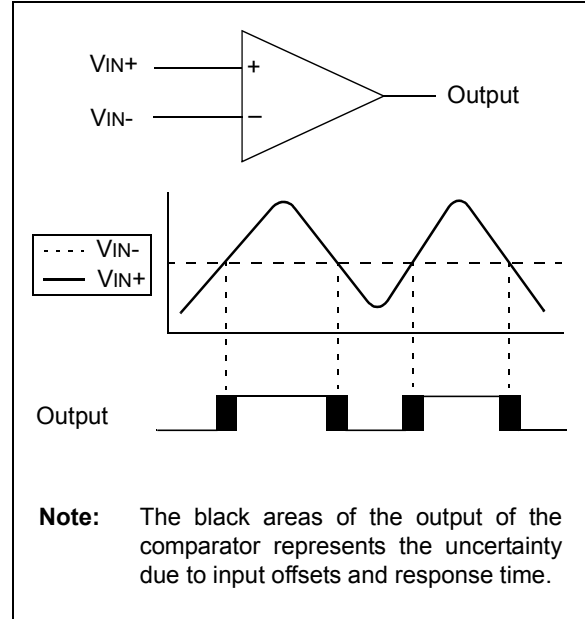 VIN+
+
Output
VIN-
–
VIN-
VIN+
Output
Note: The black areas of the output of the
comparator represents the uncertainty
due to input offsets and response time.